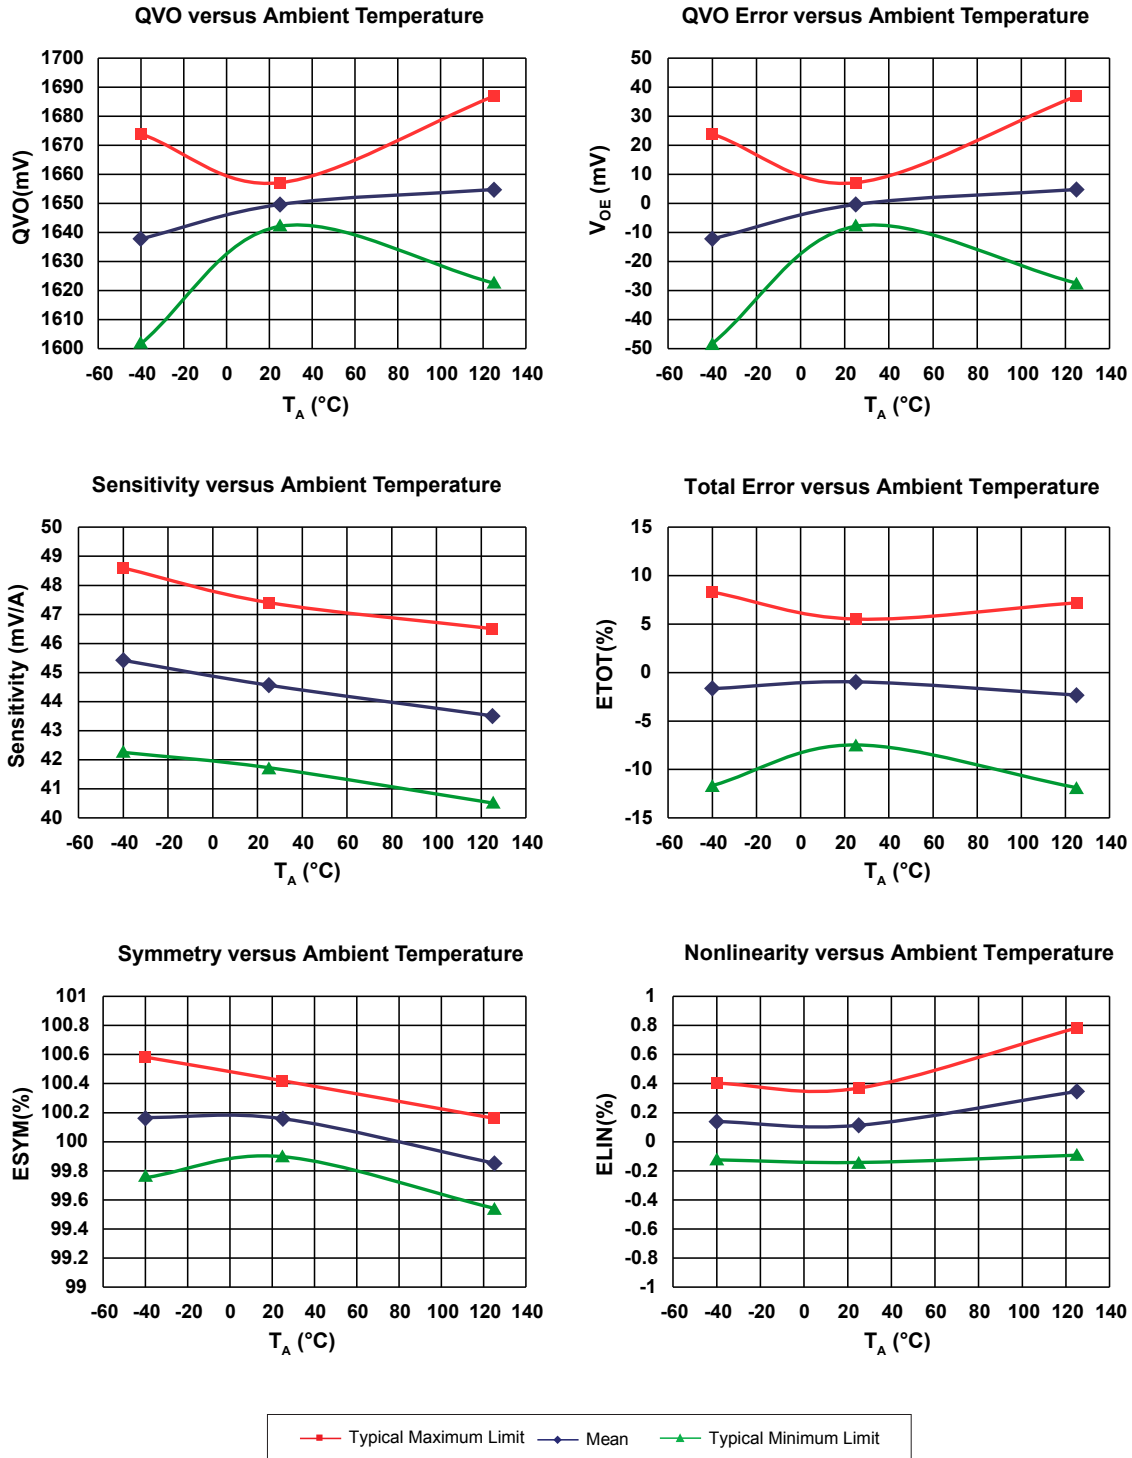 QVO versus Ambient Temperature
QVO(mV)
1700
1690
1680
1670
1660
1650
1640
1630
1620
1610
1600
-60 -40 -20 0 20 40 60 80 100 120 140
TA (°C)
QVO Error versus Ambient Temperature
VOE (mV)
50
40
30
20
10
0
-10
-20
-30
-40
-50
-60 -40 -20 0 20 40 60 80 100 120 140
TA (°C)
Sensitivity versus Ambient Temperature
Sensitivity (mV/A)
50
49
48
47
46
45
44
43
42
41
40
-60 -40 -20 0 20 40 60 80 100 120 140
TA (°C)
Total Error versus Ambient Temperature
ETOT(%)
15
10
5
0
-5
-10
-15
-60 -40 -20 0 20 40 60 80 100 120 140
TA (°C)
Symmetry versus Ambient Temperature
ESYM(%)
101
100.8
100.6
100.4
100.2
100
99.8
99.6
99.4
99.2
99
-60 -40 -20 0 20 40 60 80 100 120 140
TA (°C)
Nonlinearity versus Ambient Temperature
ELIN(%)
1
0.8
0.6
0.4
0.2
0
-0.2
-0.4
-0.6
-0.8
-1
-60 -40 -20 0 20 40 60 80 100 120 140
TA (°C)
Typical Maximum Limit Mean Typical Minimum Limit